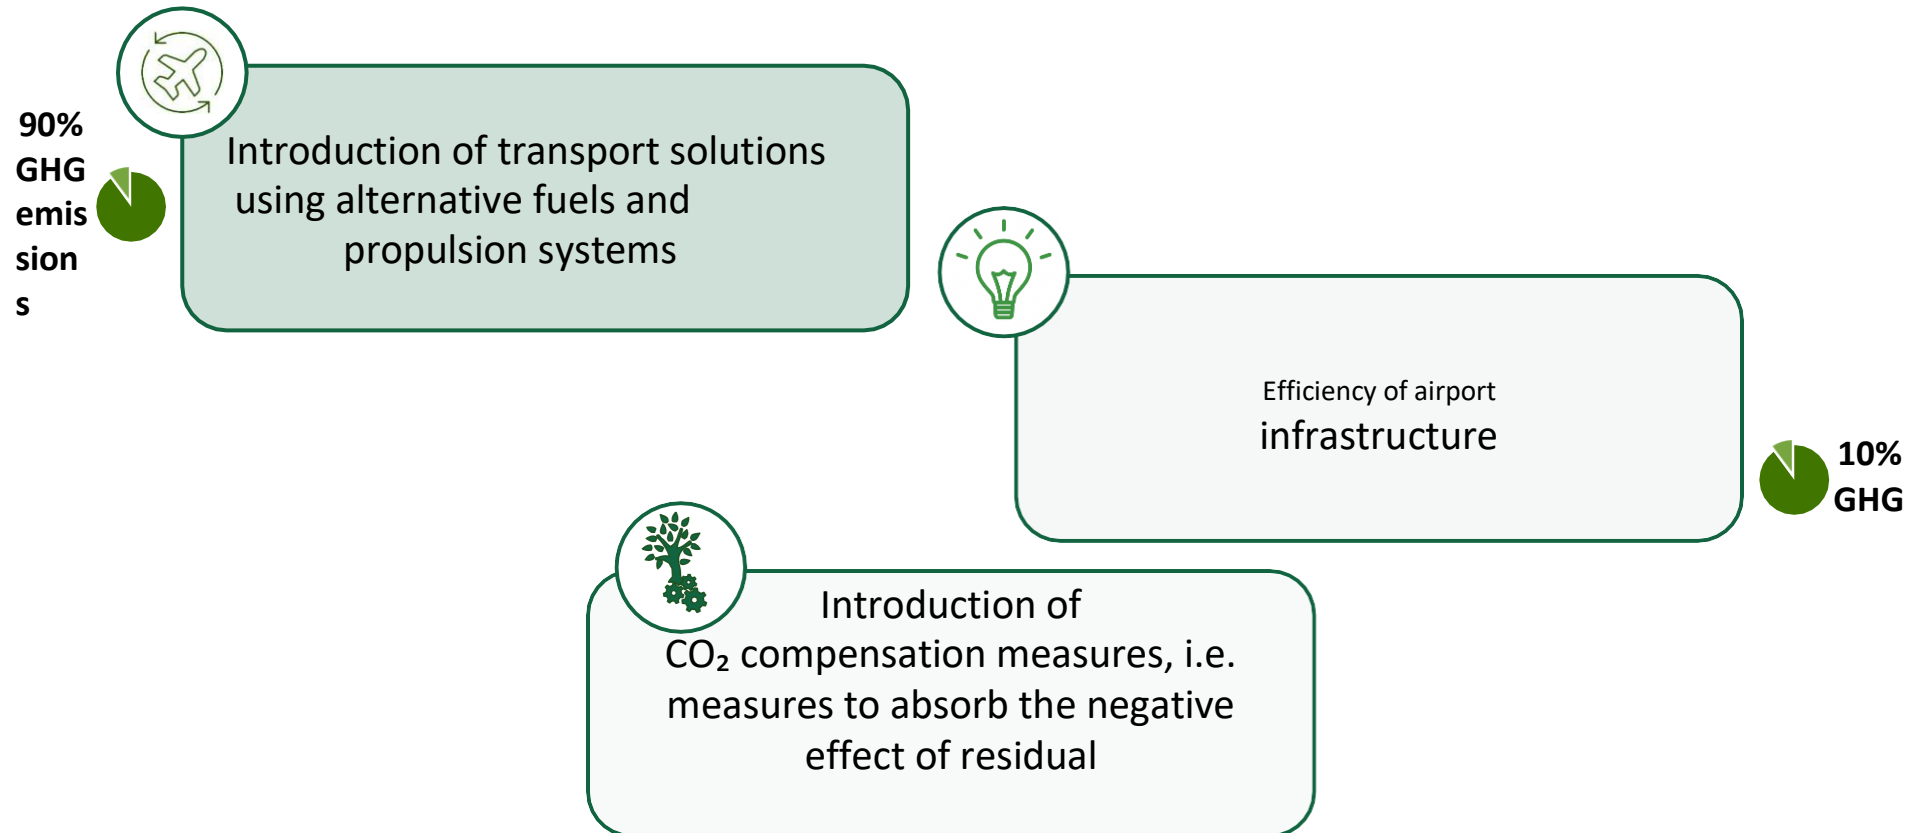 90%
GHG
emis
sion
s
Introduction of transport solutions
using alternative fuels and
propulsion systems
Efficiency of airport
infrastructure
10%
GHG
Introduction of
CO₂ compensation measures, i.e.
measures to absorb the negative
effect of residual